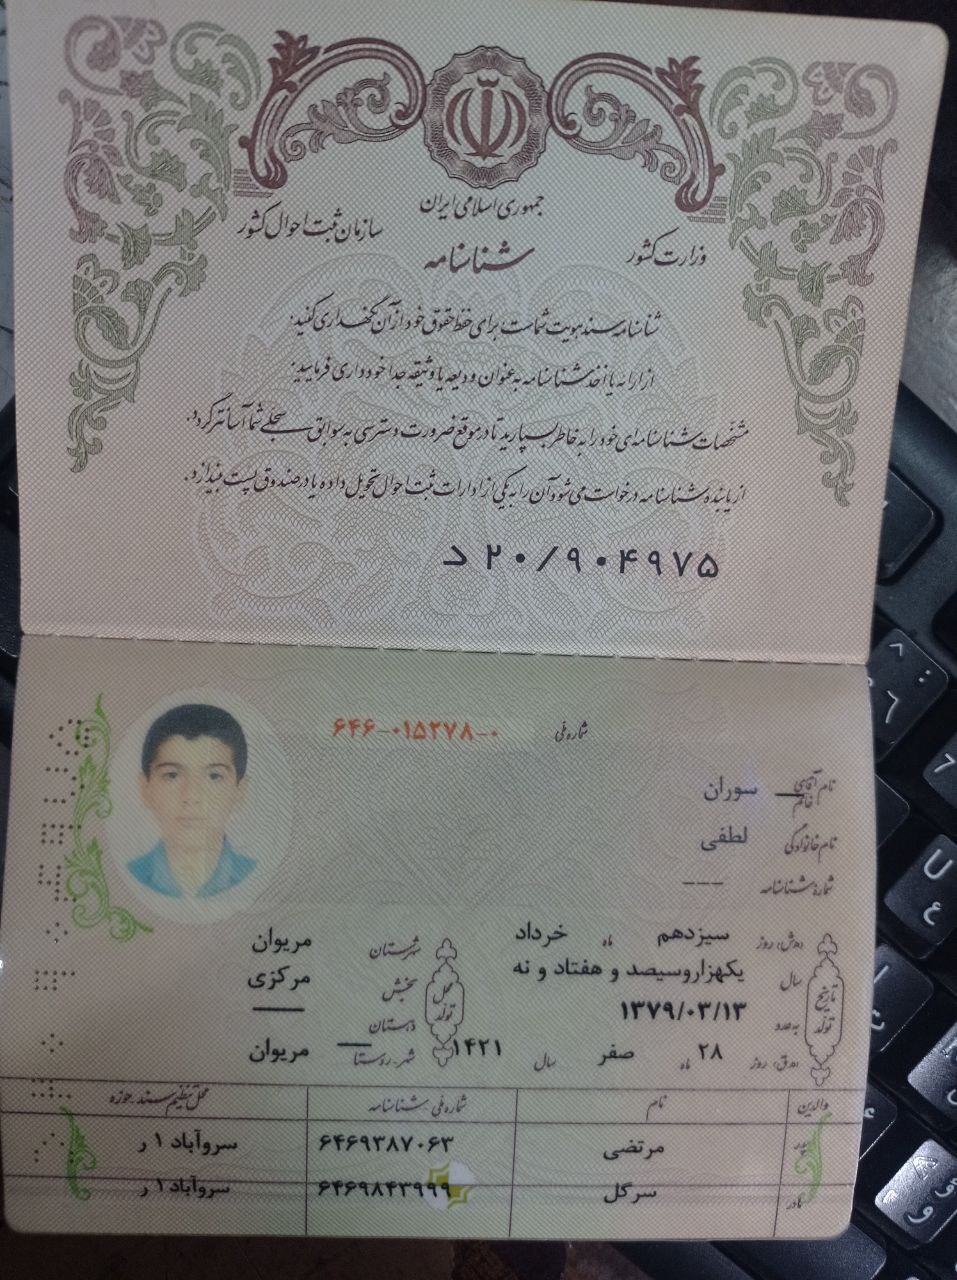 جمهوری اسلامی ایران
وزارت کشور
سازمان ثبت احوال کشور
شناسنامه
شناسنامه سند هویت شماست برای حفظ حقوق خود از آن نگهداری کنید.
از ارائه یا اخذ شناسنامه به عنوان ودیعه یا وثیقه جداً خودداری فرمایید.
مشخصات شناسنامه‌ای خود را به خاطر بسپارید تا در موقع ضرورت دسترسی به سوابق سجلی شما آسانتر گردد.
از یابنده شناسنامه درخواست می‌شود آن را به یکی از ادارات ثبت احوال تحویل داده یا در صندوق پست بیندازد.
د ۲۰/۹۰۴۹۷۵
شماره ملی ۶۴۶-۰۱۵۲۷۸-۰
نام آقای خانم سوران
نام خانوادگی لطفی
شماره شناسنامه ---
تاریخ تولد
(ه.ش) روز سیزدهم ماه خرداد
سال یکهزاروسیصد و هفتاد و نه
به عدد ۱۳۷۹/۰۳/۱۳
(ه.ق) روز ۲۸ ماه صفر سال ۱۴۲۱
محل تولد
شهرستان مریوان
بخش مرکزی
دهستان ——
شهر-روستا مریوان
والدین نام شماره ملی-شناسنامه محل تنظیم سند-حوزه
پدر مرتضی ۶۴۶۹۳۸۷۰۶۳ سروآباد ۱ ر
مادر سرگل ۶۴۶۹۸۴۳۹۹۹ سروآباد ۱ ر